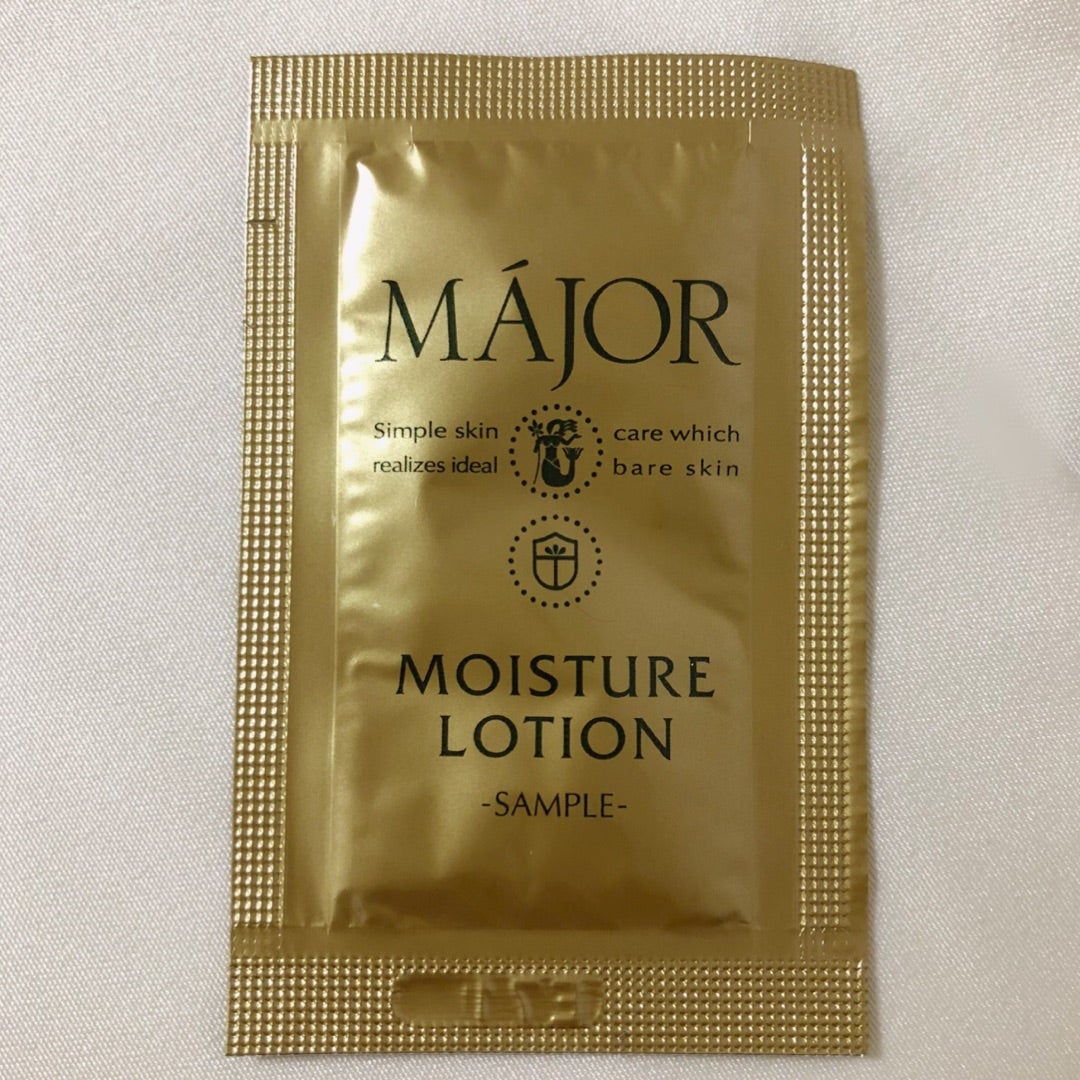 MÁJOR
Simple skin care which
realizes ideal bare skin
MOISTURE
LOTION
-SAMPLE-